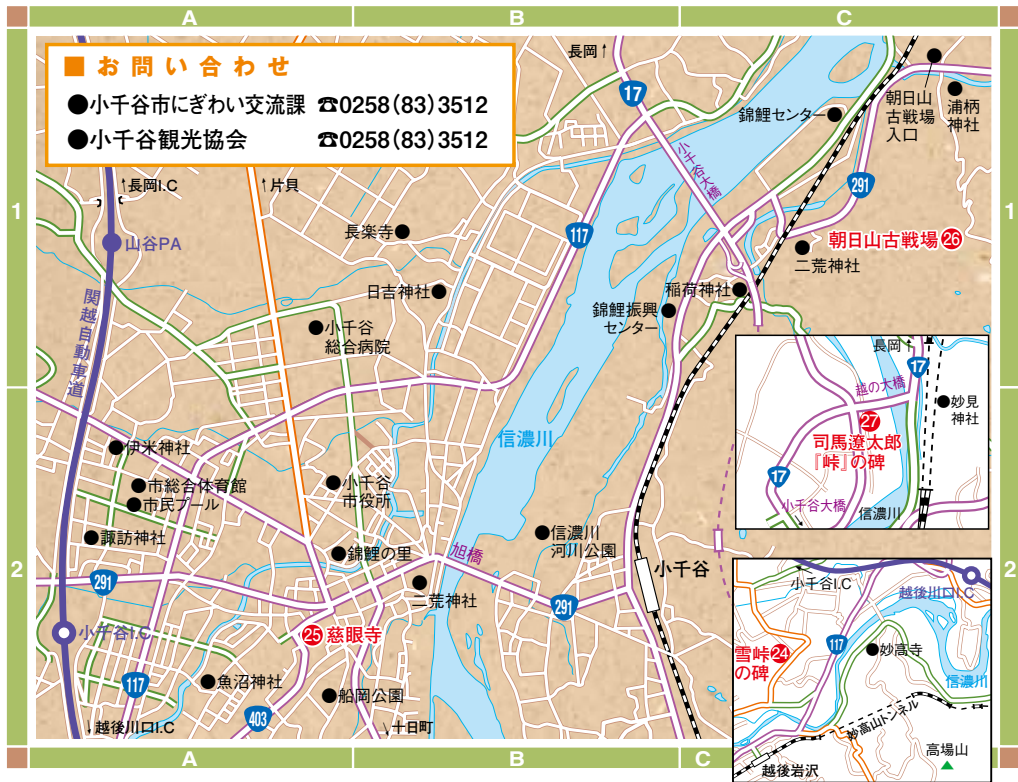 A
B
C
■お問い合わせ
●小千谷市にぎわい交流課 ☎0258(83)3512
●小千谷観光協会 ☎0258(83)3512
長岡↑
17
小千谷大橋
錦鯉センター
朝日山
古戦場
入口
浦柄
神社
1
↑長岡I.C
↑片貝
291
1
山谷PA
長楽寺
117
朝日山古戦場 26
二荒神社
関越自動車道
日吉神社
稲荷神社
錦鯉振興
センター
小千谷
総合病院
長岡↑
17
越の大橋
妙見
神社
27
司馬遼太郎
『峠』の碑
17
小千谷大橋
信濃川
信濃川
伊米神社
市総合体育館
市民プール
小千谷
市役所
諏訪神社
2
錦鯉の里
旭橋
信濃川
河川公園
小千谷
2
291
二荒神社
291
小千谷I.C
25 慈眼寺
117
魚沼神社
船岡公園
403
↓越後川口I.C
↓十日町
小千谷I.C
越後川口I.C
117
雪峠 24
の碑
妙高寺
信濃川
妙高山トンネル
高場山
越後岩沢
A
B
C